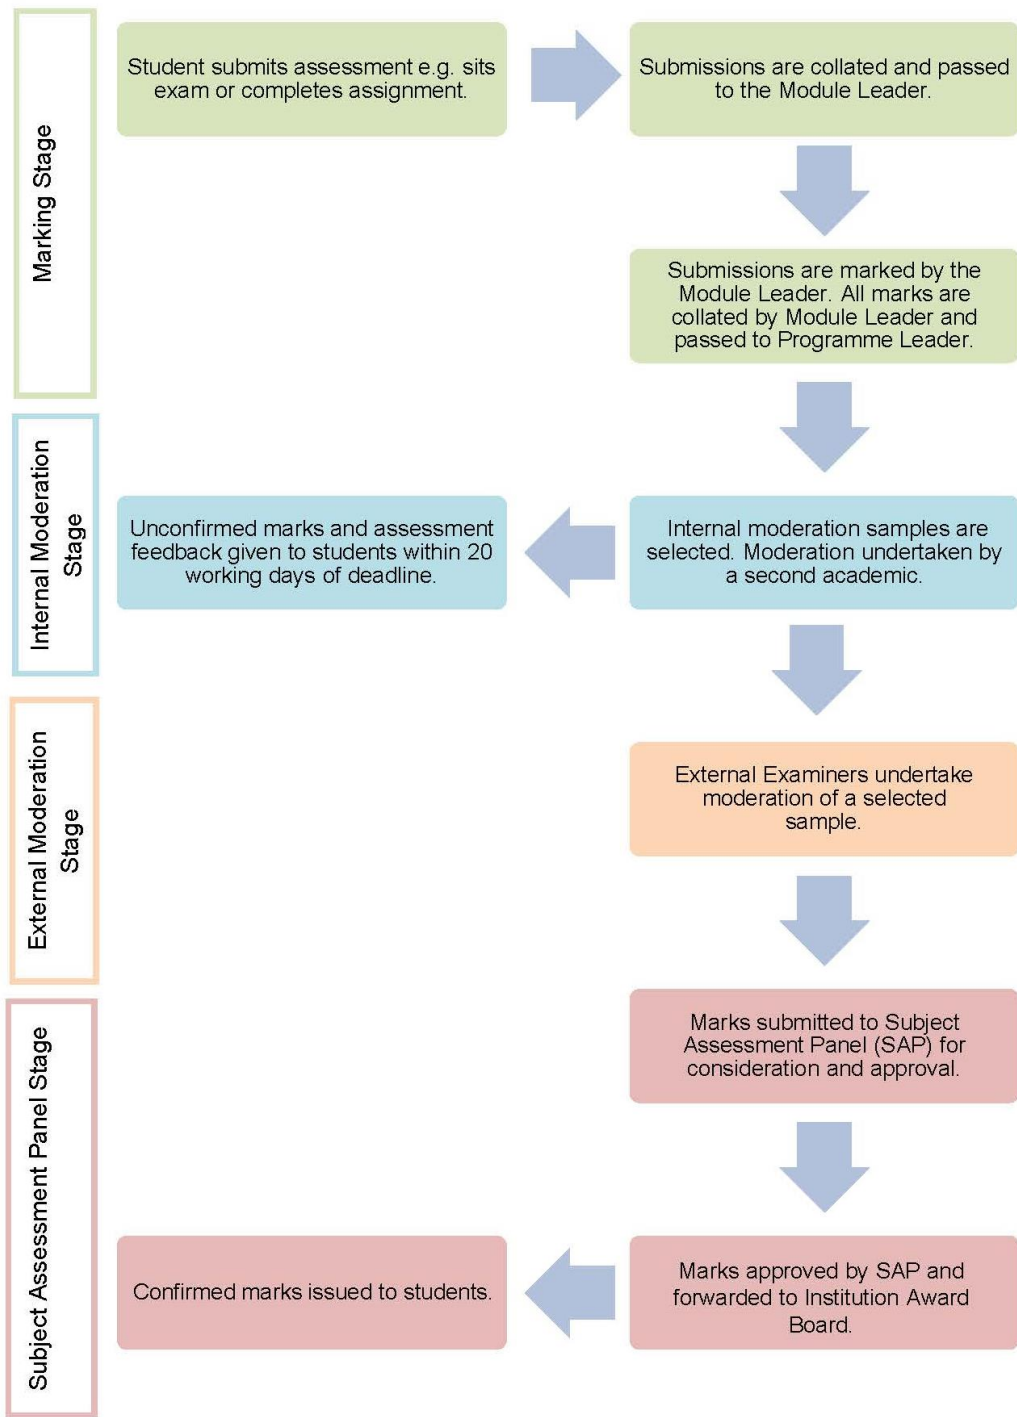 Marking Stage
Student submits assessment e.g. sits
exam or completes assignment.
Submissions are collated and passed
to the Module Leader.
Submissions are marked by the
Module Leader. All marks are
collated by Module Leader and
passed to Programme Leader.
Internal Moderation
Stage
Internal moderation samples are
selected. Moderation undertaken by
a second academic.
Unconfirmed marks and assessment
feedback given to students within 20
working days of deadline.
External Moderation
Stage
External Examiners undertake
moderation of a selected
sample.
Subject Assessment Panel Stage
Marks submitted to Subject
Assessment Panel (SAP) for
consideration and approval.
Marks approved by SAP and
forwarded to Institution Award
Board.
Confirmed marks issued to students.